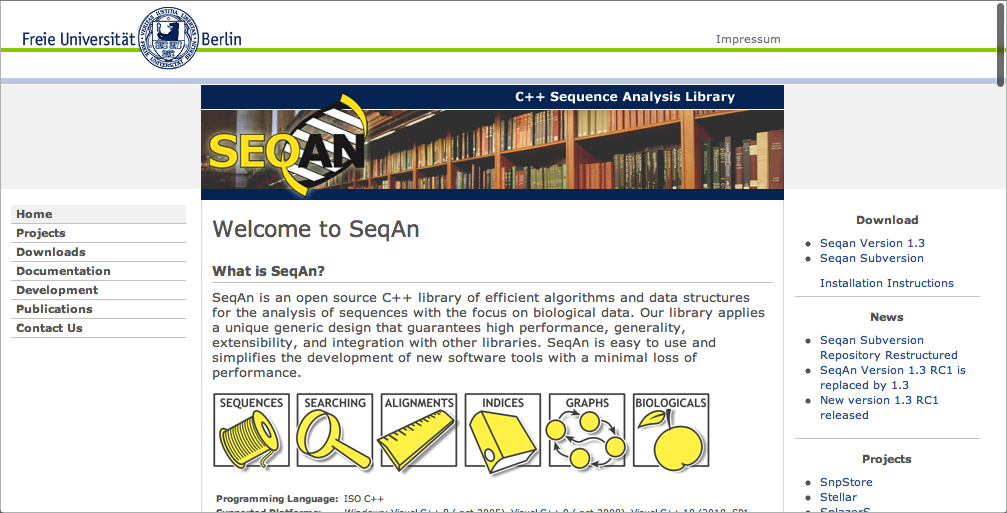 Freie Universität Berlin
Impressum
C++ Sequence Analysis Library
SEQAN
Home
Projects
Downloads
Documentation
Development
Publications
Contact Us
Welcome to SeqAn
What is SeqAn?
SeqAn is an open source C++ library of efficient algorithms and data structures
for the analysis of sequences with the focus on biological data. Our library applies
a unique generic design that guarantees high performance, generality,
extensibility, and integration with other libraries. SeqAn is easy to use and
simplifies the development of new software tools with a minimal loss of
performance.
SEQUENCES
SEARCHING
ALIGNMENTS
INDICES
GRAPHS
BIOLOGICALS
Programming Language: ISO C++
Download
Seqan Version 1.3
Seqan Subversion
Installation Instructions
News
Seqan Subversion
Repository Restructured
SeqAn Version 1.3 RC1 is
replaced by 1.3
New version 1.3 RC1
released
Projects
SnpStore
Stellar